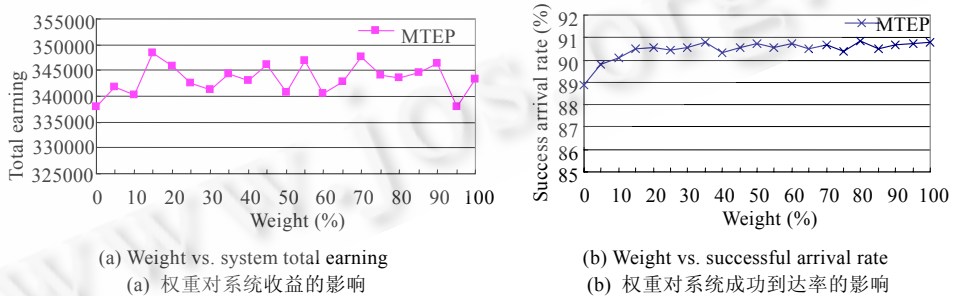 355000
350000
345000
340000
335000
330000
325000
Total earning
MTEP
0 10 20 30 40 50 60 70 80 90 100
Weight (%)
(a) Weight vs. system total earning
(a) 权重对系统收益的影响
92
91
90
89
88
87
86
85
Success arrival rate (%)
MTEP
0 10 20 30 40 50 60 70 80 90 100
Weight (%)
(b) Weight vs. successful arrival rate
(b) 权重对系统成功到达率的影响